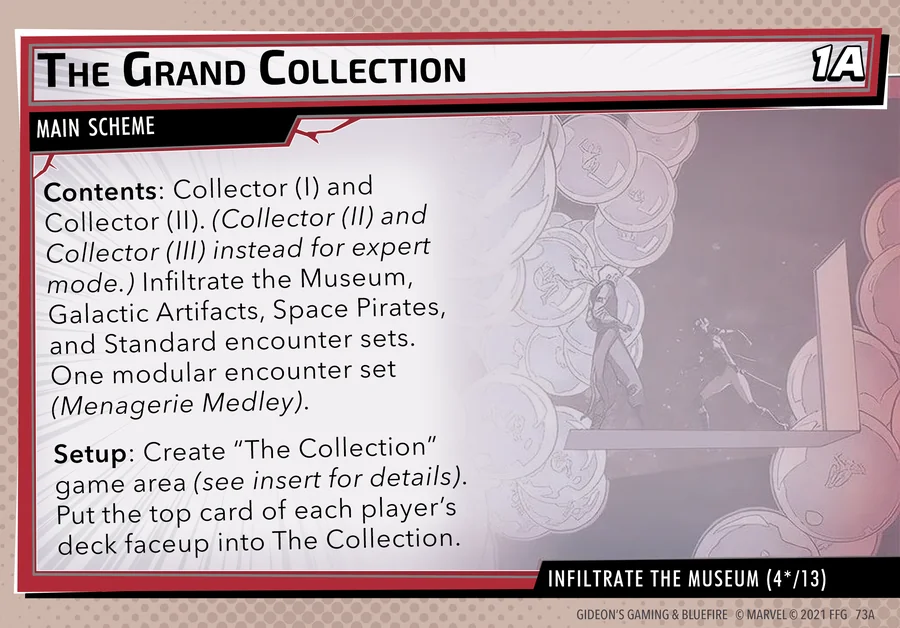 THE GRAND COLLECTION
1A
MAIN SCHEME
Contents: Collector (I) and
Collector (II). (Collector (II) and
Collector (III) instead for expert
mode.) Infiltrate the Museum,
Galactic Artifacts, Space Pirates,
and Standard encounter sets.
One modular encounter set
(Menagerie Medley).
Setup: Create “The Collection”
game area (see insert for details).
Put the top card of each player’s
deck faceup into The Collection.
INFILTRATE THE MUSEUM (4*/13)
GIDEON’S GAMING & BLUEFIRE © MARVEL © 2021 FFG 73A